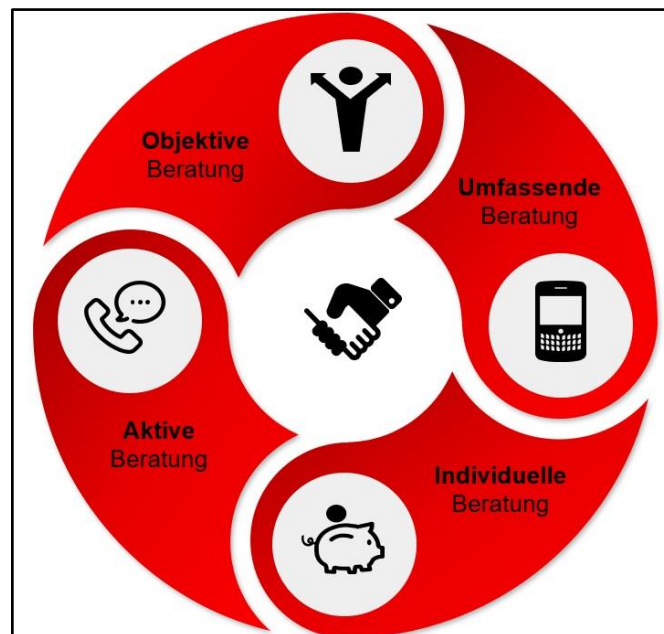 Objektive
Beratung
Umfassende
Beratung
Aktive
Beratung
Individuelle
Beratung